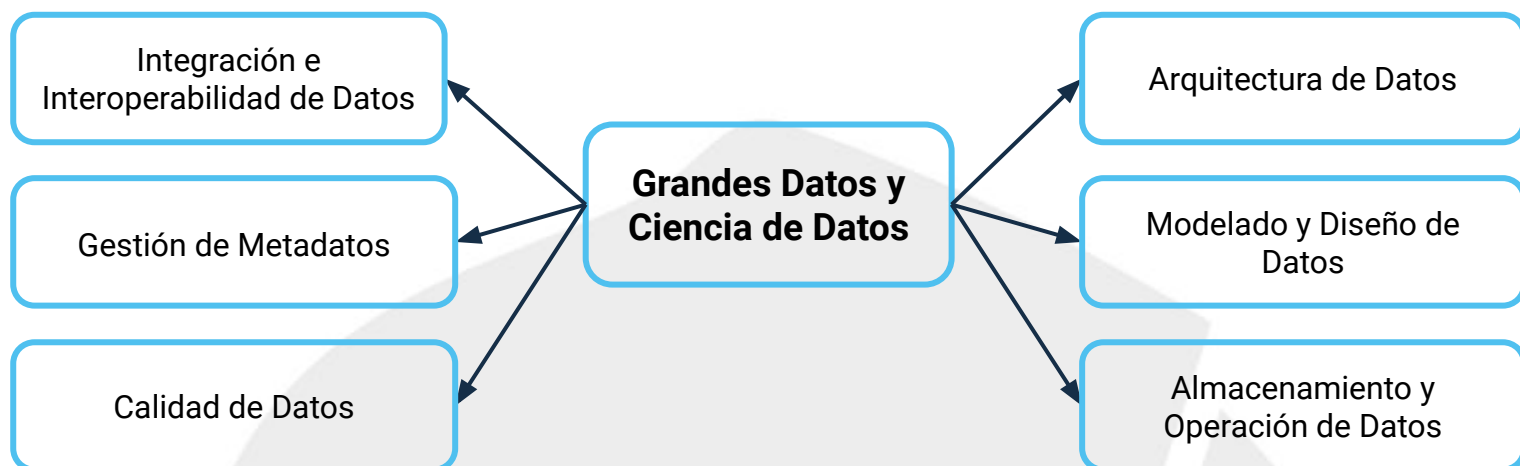 Integración e
Interoperabilidad de Datos
Gestión de Metadatos
Calidad de Datos
Grandes Datos y
Ciencia de Datos
Arquitectura de Datos
Modelado y Diseño de
Datos
Almacenamiento y
Operación de Datos